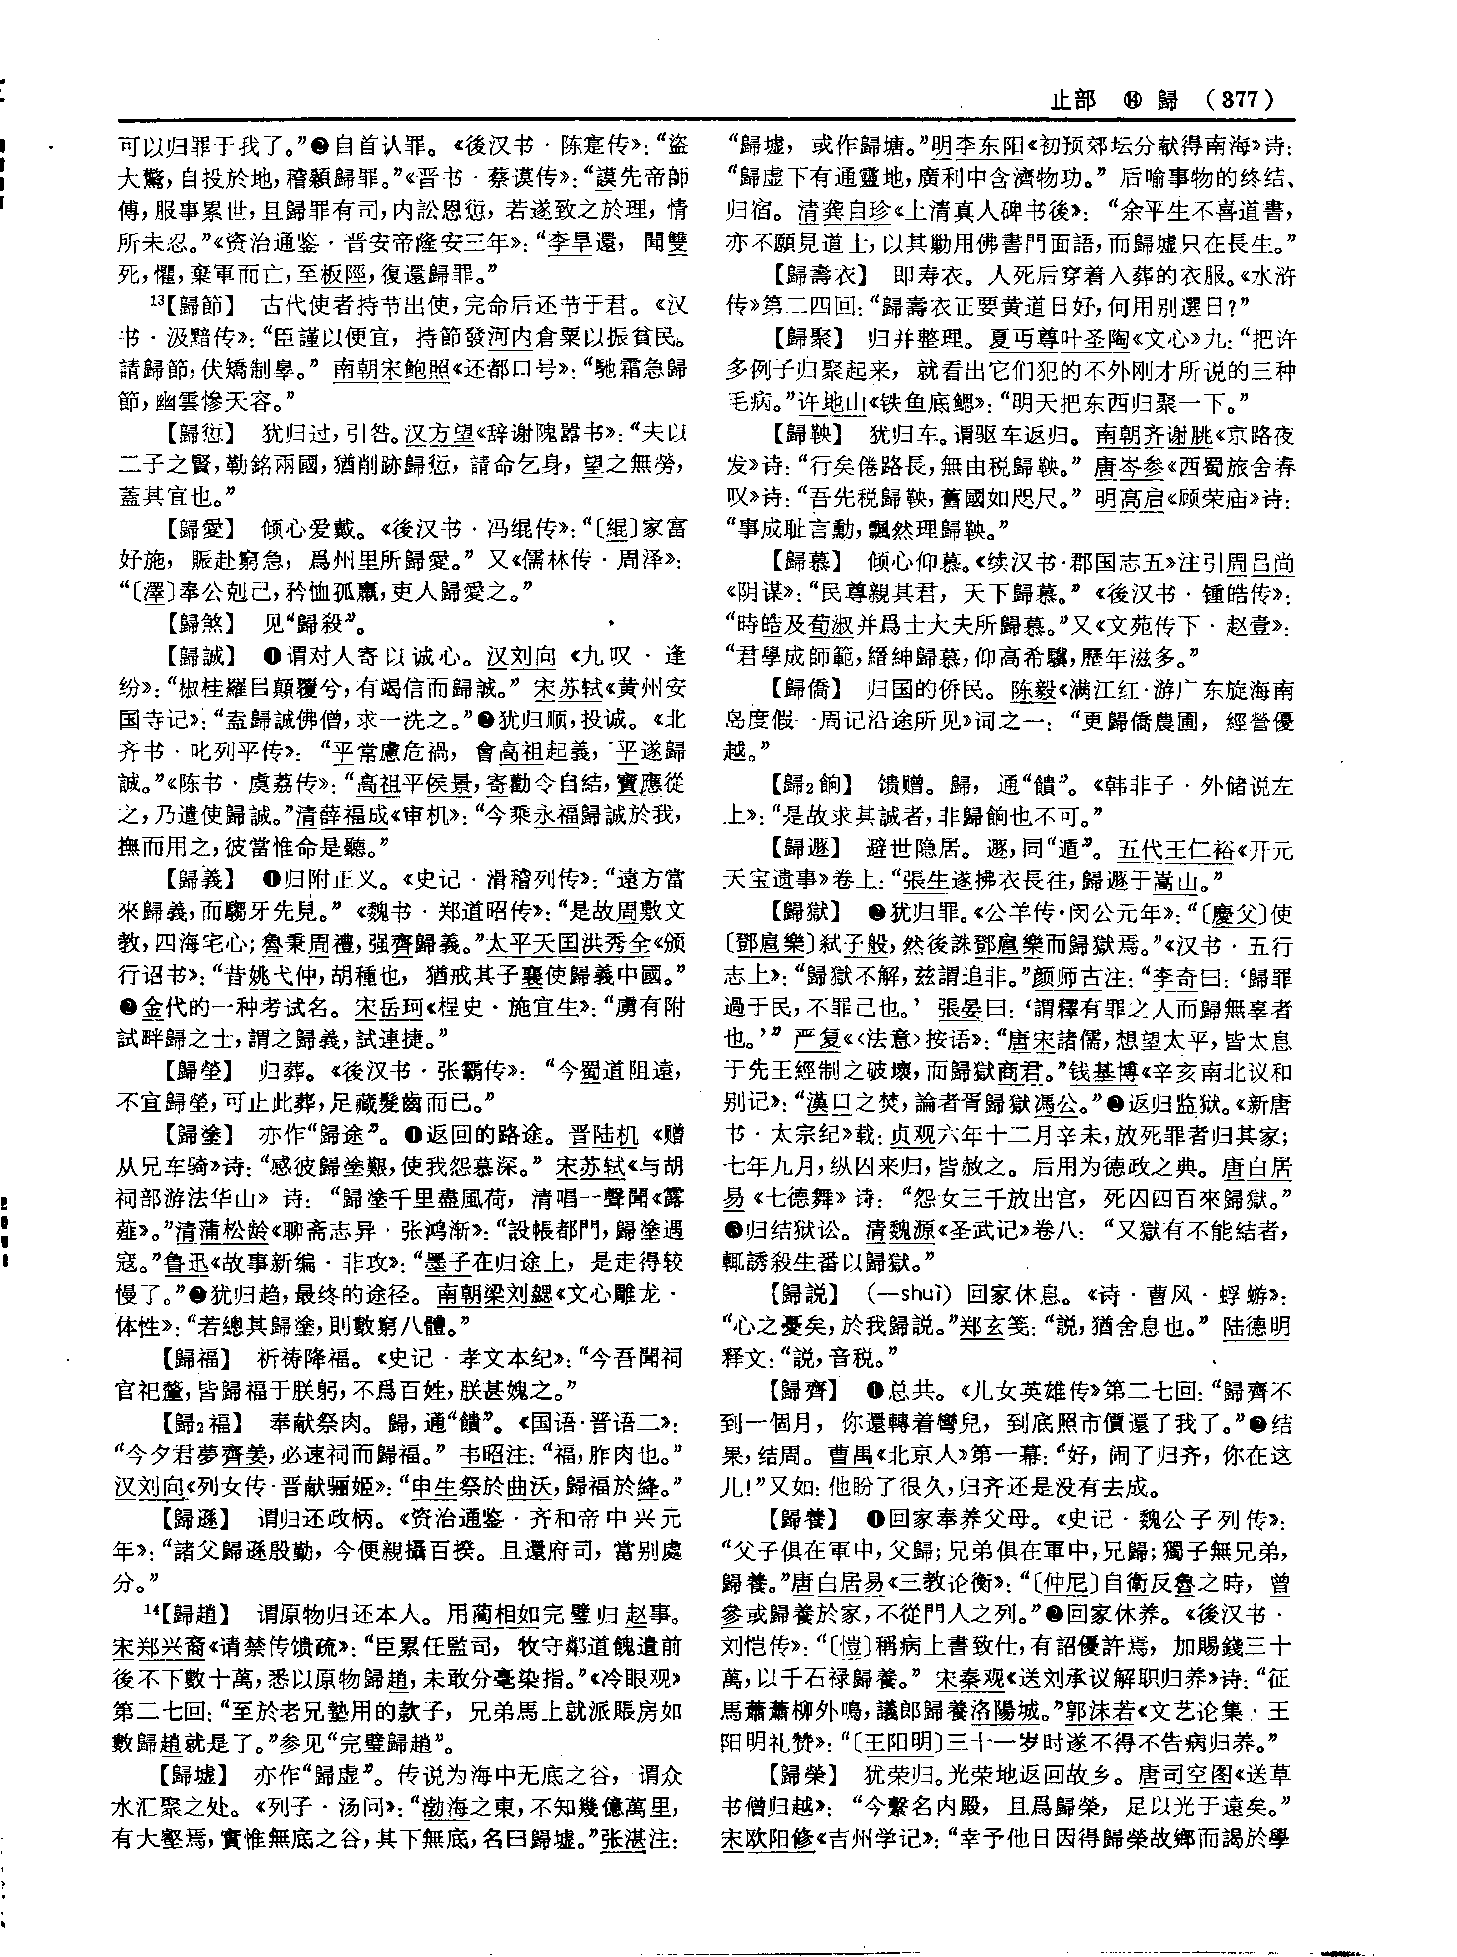 止部 ⑭ 歸 （377）
可以归罪于我了。”❷自首认罪。《後汉书·陈寔传》：“盗
大驚，自投於地，稽顙歸罪。”《晋书·蔡谟传》：“謨先帝師
傅，服事累世，且歸罪有司，内訟愆愆，若遂致之於理，情
所未忍。”《资治通鉴·晋安帝隆安三年》：“李旱還，聞雙
死，懼，棄軍而亡，至板陘，復還歸罪。”
13【歸節】 古代使者持节出使，完命后还节于君。《汉
书·汲黯传》：“臣謹以便宜，持節發河内倉粟以振貧民。
請歸節，伏矯制辠。” 南朝宋鲍照《还都口号》：“馳霜急歸
節，幽雲慘天容。”
【歸愆】 犹归过，引咎。汉方望《辞谢隗嚣书》：“夫以
二子之賢，勒銘兩國，猶削跡歸愆，請命乞身，望之無勞，
蓋其宜也。”
【歸愛】 倾心爱戴。《後汉书·冯绲传》：“〔緄〕家富
好施，賑赴窮急，爲州里所歸愛。” 又《儒林传·周泽》：
“〔澤〕奉公剋己，矜恤孤羸，吏人歸愛之。”
【歸煞】 见“歸殺”。
【歸誠】 ❶谓对人寄以诚心。汉刘向《九叹·逢
纷》：“椒桂羅以顛覆兮，有竭信而歸誠。” 宋苏轼《黄州安
国寺记》：“盍歸誠佛僧，求一洗之。”❷犹归顺，投诚。《北
齐书·叱列平传》：“平常慮危禍，會高祖起義，平遂歸
誠。”《陈书·虞荔传》：“高祖平侯景，寄勸令自結，寶應從
之，乃遣使歸誠。”清薛福成《审机》：“今乘永福歸誠於我，
撫而用之，彼當惟命是聽。”
【歸義】 ❶归附正义。《史记·滑稽列传》：“遠方當
來歸義，而騶牙先見。” 《魏书·郑道昭传》：“是故周敷文
教，四海宅心；魯秉周禮，强齊歸義。”太平天国洪秀全《颁
行诏书》：“昔姚弋仲，胡種也，猶戒其子襄使歸義中國。”
❷金代的一种考试名。宋岳珂《桯史·施宜生》：“虜有附
試畔歸之士，謂之歸義，試連捷。”
【歸塋】 归葬。《後汉书·张霸传》：“今蜀道阻遠，
不宜歸塋，可止此葬，足藏髮齒而已。”
【歸塗】 亦作“歸途”。❶返回的路途。晋陆机《赠
从兄车骑》诗：“感彼歸塗艱，使我怨慕深。” 宋苏轼《与胡
祠部游法华山》诗：“歸塗千里盡風荷，清唱一聲聞《露
薤》。”清蒲松龄《聊斋志异·张鸿渐》：“設帳都門，歸塗遇
寇。”鲁迅《故事新编·非攻》：“墨子在归途上，是走得较
慢了。”❷犹归趋，最终的途径。南朝梁刘勰《文心雕龙·
体性》：“若總其歸塗，則數窮八體。”
【歸福】 祈祷降福。《史记·孝文本纪》：“今吾聞祠
官祀釐，皆歸福于朕躬，不爲百姓，朕甚媿之。”
【歸2福】 奉献祭肉。歸，通“饋”。《国语·晋语二》：
“今夕君夢齊姜，必速祠而歸福。” 韦昭注：“福，胙肉也。”
汉刘向《列女传·晋献骊姬》：“申生祭於曲沃，歸福於絳。”
【歸遜】 谓归还政柄。《资治通鉴·齐和帝中兴元
年》：“諸父歸遜殷勤，今便親攝百揆。且還府司，當别處
分。”
14【歸趙】 谓原物归还本人。用蔺相如完璧归赵事。
宋郑兴裔《请禁传馈疏》：“臣累任監司，牧守鄰道餽遺前
後不下數十萬，悉以原物歸趙，未敢分毫染指。”《冷眼观》
第二七回：“至於老兄墊用的款子，兄弟馬上就派賬房如
數歸趙就是了。”参见“完璧歸趙”。
【歸墟】 亦作“歸虚”。传说为海中无底之谷，谓众
水汇聚之处。《列子·汤问》：“渤海之東，不知幾億萬里，
有大壑焉，實惟無底之谷，其下無底，名曰歸墟。”张湛注：
“歸墟，或作歸塘。”明李东阳《初预郊坛分献得南海》诗：
“歸虚下有通靈地，廣利中含濟物功。” 后喻事物的终结、
归宿。清龚自珍《上清真人碑书後》：“余平生不喜道書，
亦不願見道士，以其勦用佛書門面語，而歸墟只在長生。”
【歸壽衣】 即寿衣。人死后穿着入葬的衣服。《水浒
传》第二四回：“歸壽衣正要黄道日好，何用别選日？”
【歸聚】 归并整理。夏丏尊叶圣陶《文心》九：“把许
多例子归聚起来，就看出它们犯的不外刚才所说的三种
毛病。”许地山《铁鱼底鳃》：“明天把东西归聚一下。”
【歸鞅】 犹归车。谓驱车返归。南朝齐谢朓《京路夜
发》诗：“行矣倦路長，無由税歸鞅。” 唐岑参《西蜀旅舍春
叹》诗：“吾先税歸鞅，舊國如咫尺。” 明高启《顾荣庙》诗：
“事成耻言勳，飄然理歸鞅。”
【歸慕】 倾心仰慕。《续汉书·郡国志五》注引周吕尚
《阴谋》：“民尊親其君，天下歸慕。” 《後汉书·锺皓传》：
“時皓及荀淑并爲士大夫所歸慕。”又《文苑传下·赵壹》：
“君學成師範，縉紳歸慕，仰高希驥，歷年滋多。”
【歸僑】 归国的侨民。陈毅《满江红·游广东旋海南
岛度假一周记沿途所见》词之一：“更歸僑農圃，經營優
越。”
【歸2餉】 馈赠。歸，通“饋”。《韩非子·外储说左
上》：“是故求其誠者，非歸餉也不可。”
【歸遯】 避世隐居。遯，同“遁”。五代王仁裕《开元
天宝遗事》卷上：“張生遂拂衣長往，歸遯于嵩山。”
【歸獄】 ❶犹归罪。《公羊传·闵公元年》：“〔慶父〕使
〔鄧扈樂〕弑子般，然後誅鄧扈樂而歸獄焉。”《汉书·五行
志上》：“歸獄不解，兹謂追非。”颜师古注：“李奇曰：‘歸罪
過于民，不罪己也。’ 張晏曰：‘謂釋有罪之人而歸無辜者
也。’” 严复《〈法意〉按语》：“唐宋諸儒，想望太平，皆太息
于先王經制之破壞，而歸獄商君。”钱基博《辛亥南北议和
别记》：“漢口之焚，論者胥歸獄馮公。”❷返归监狱。《新唐
书·太宗纪》载：贞观六年十二月辛未，放死罪者归其家；
七年九月，纵囚来归，皆赦之。后用为德政之典。唐白居
易《七德舞》诗：“怨女三千放出宫，死囚四百來歸獄。”
❸归结狱讼。清魏源《圣武记》卷八：“又獄有不能結者，
輒誘殺生番以歸獄。”
【歸説】 （—shuì）回家休息。《诗·曹风·蜉蝣》：
“心之憂矣，於我歸説。”郑玄笺：“説，猶舍息也。” 陆德明
释文：“説，音税。”
【歸齊】 ❶总共。《儿女英雄传》第二七回：“歸齊不
到一個月，你還轉着彎兒，到底照市價還了我了。”❷结
果，结局。曹禺《北京人》第一幕：“好，闹了归齐，你在这
儿！”又如：他盼了很久，归齐还是没有去成。
【歸養】 ❶回家奉养父母。《史记·魏公子列传》：
“父子俱在軍中，父歸；兄弟俱在軍中，兄歸；獨子無兄弟，
歸養。”唐白居易《三教论衡》：“〔仲尼〕自衛反魯之時，曾
參或歸養於家，不從門人之列。”❷回家休养。《後汉书·
刘恺传》：“〔愷〕稱病上書致仕，有詔優許焉，加賜錢三十
萬，以千石禄歸養。” 宋秦观《送刘承议解职归养》诗：“征
馬蕭蕭柳外鳴，議郎歸養洛陽城。”郭沫若《文艺论集·王
阳明礼赞》：“〔王阳明〕三十一岁时遂不得不告病归养。”
【歸榮】 犹荣归。光荣地返回故乡。唐司空图《送草
书僧归越》：“今繫名内殿，且爲歸榮，足以光于遠矣。”
宋欧阳修《吉州学记》：“幸予他日因得歸榮故鄉而謁於學